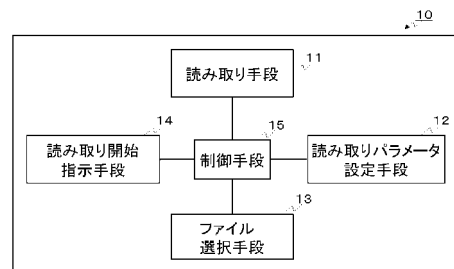 10
読み取り手段
11
14
読み取り開始
指示手段
15
制御手段
12
読み取りパラメータ
設定手段
13
ファイル
選択手段